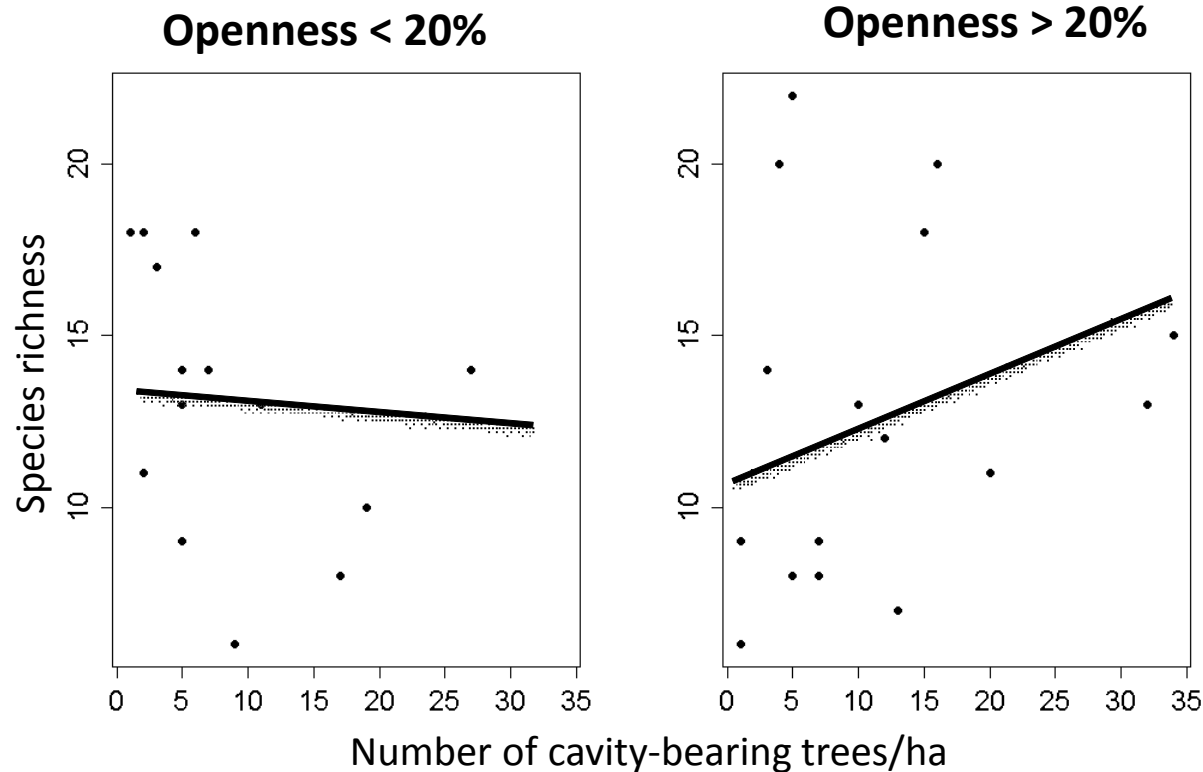 Openness < 20%
Openness > 20%
Species richness
20
15
10
0 5 10 15 20 25 30 35
20
15
10
0 5 10 15 20 25 30 35
Number of cavity-bearing trees/ha